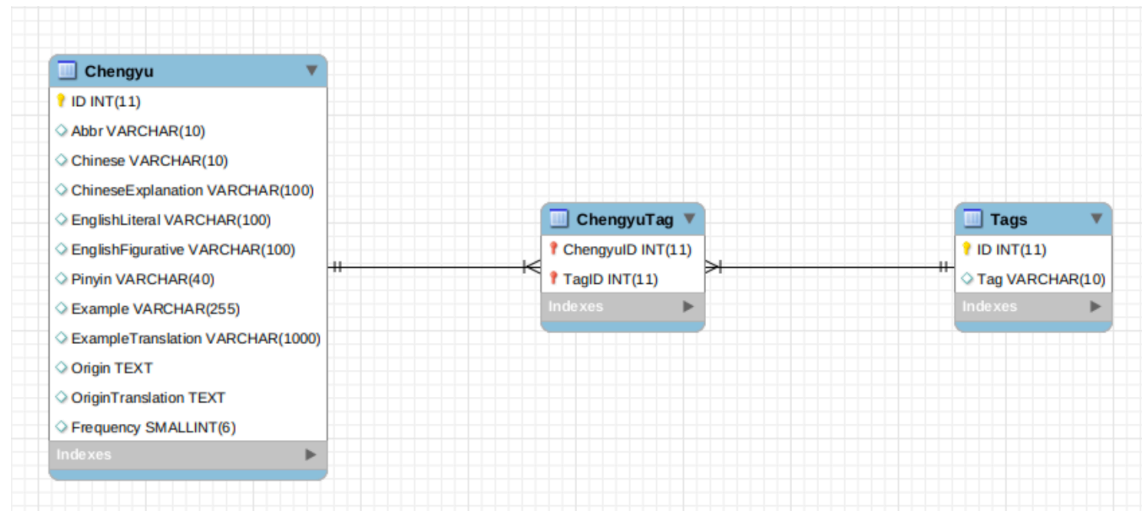 Chengyu
ID INT(11)
Abbr VARCHAR(10)
Chinese VARCHAR(10)
ChineseExplanation VARCHAR(100)
EnglishLiteral VARCHAR(100)
EnglishFigurative VARCHAR(100)
Pinyin VARCHAR(40)
Example VARCHAR(255)
ExampleTranslation VARCHAR(1000)
Origin TEXT
OriginTranslation TEXT
Frequency SMALLINT(6)
Indexes
ChengyuTag
ChengyuID INT(11)
TagID INT(11)
Indexes
Tags
ID INT(11)
Tag VARCHAR(10)
Indexes